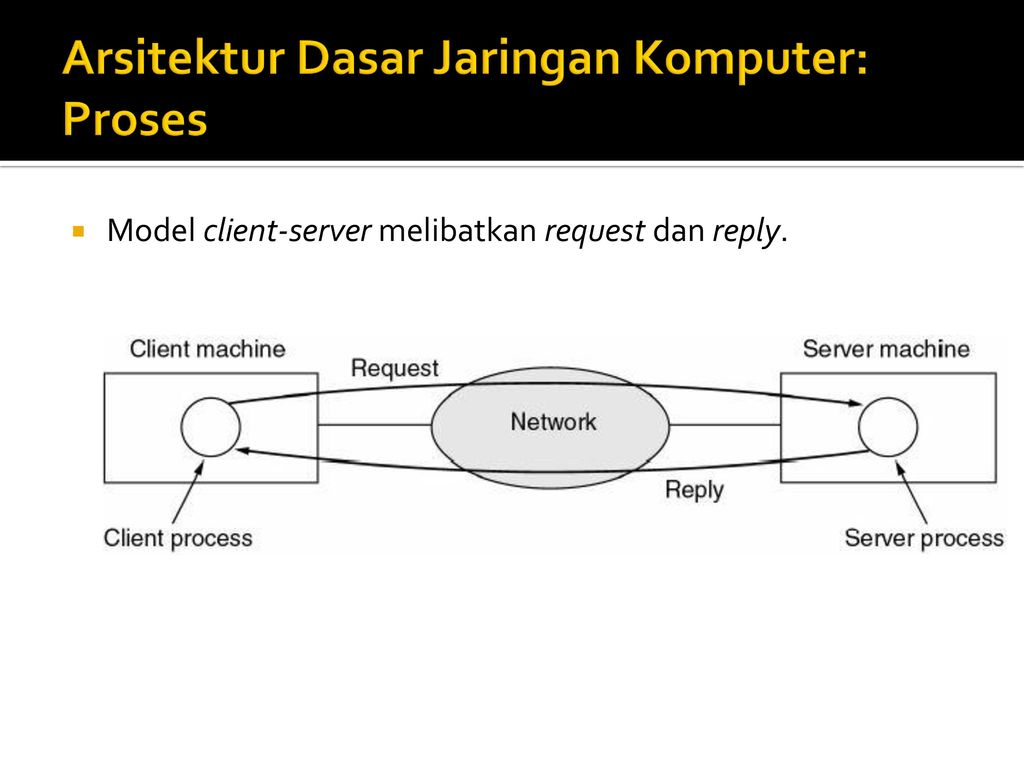 Arsitektur Dasar Jaringan Komputer:
Proses
Model client-server melibatkan request dan reply.
Client machine
Server machine
Request
Network
Reply
Client process
Server process